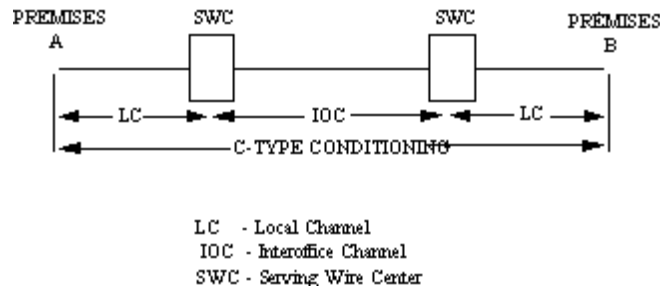 PREMISES A
SWC
SWC
PREMISES B
LC
IOC
LC
C-TYPE CONDITIONING
LC - Local Channel
IOC - Interoffice Channel
SWC - Serving Wire Center